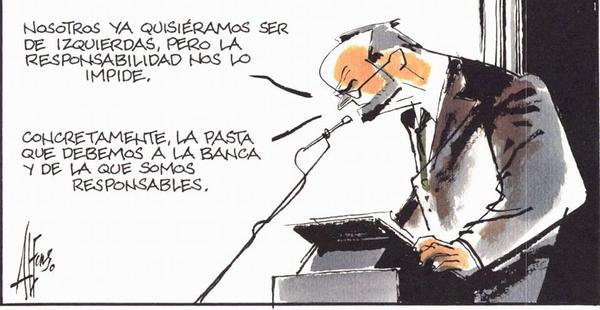 NOSOTROS YA QUISIÉRAMOS SER
DE IZQUIERDAS, PERO LA
RESPONSABILIDAD NOS LO
IMPIDE.
CONCRETAMENTE, LA PASTA
QUE DEBEMOS A LA BANCA
Y DE LA QUE SOMOS
RESPONSABLES.